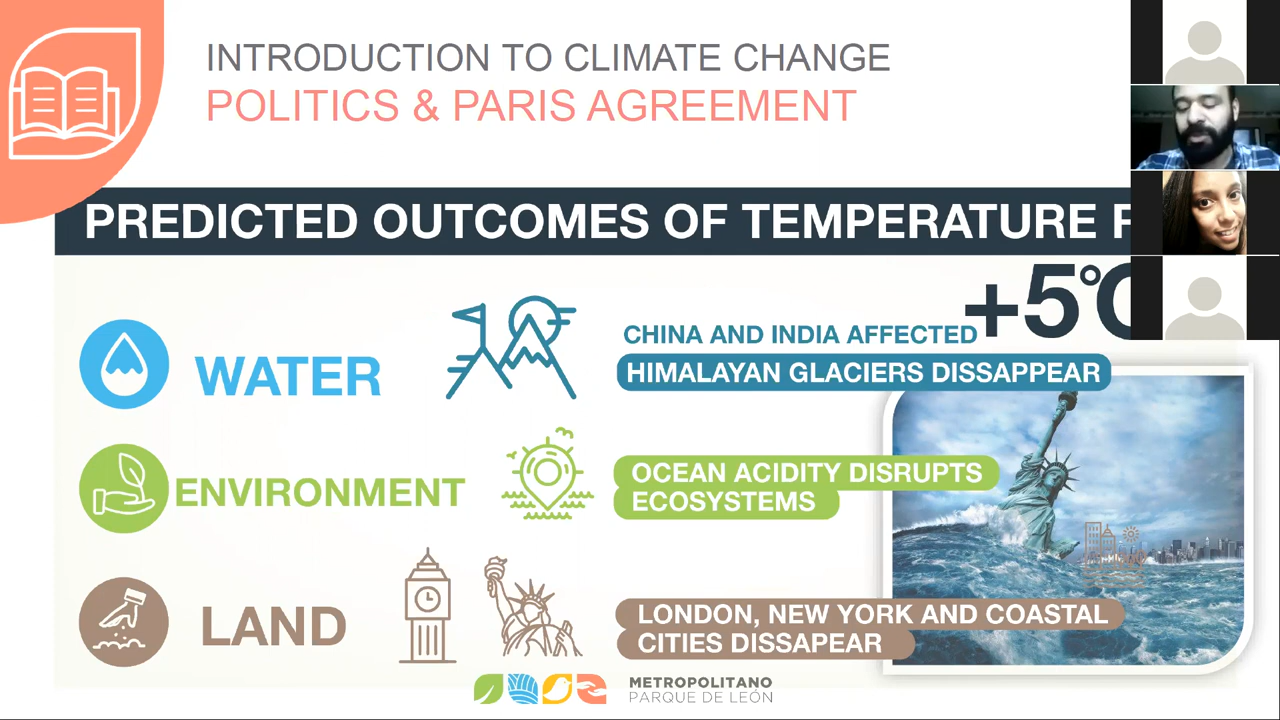 INTRODUCTION TO CLIMATE CHANGE
POLITICS & PARIS AGREEMENT
PREDICTED OUTCOMES OF TEMPERATURE
+5°C
WATER
CHINA AND INDIA AFFECTED
HIMALAYAN GLACIERS DISSAPPEAR
ENVIRONMENT
OCEAN ACIDITY DISRUPTS
ECOSYSTEMS
LAND
LONDON, NEW YORK AND COASTAL
CITIES DISSAPEAR
METROPOLITANO
PARQUE DE LEÓN